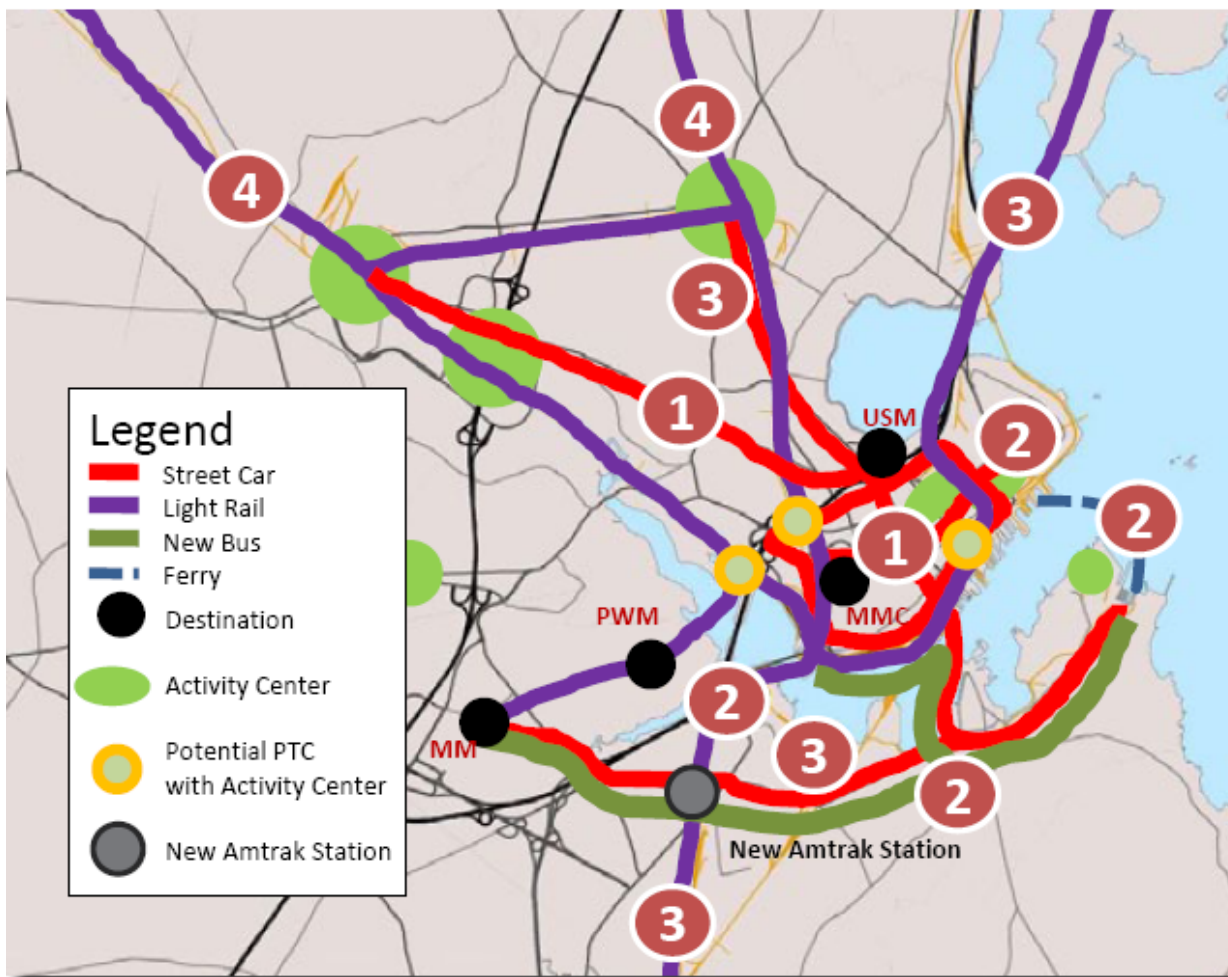 4
4
3
3
1
USM
2
2
1
MMC
PWM
2
MM
3
2
New Amtrak Station
3
Legend
Street Car
Light Rail
New Bus
Ferry
Destination
Activity Center
Potential PTC
with Activity Center
New Amtrak Station